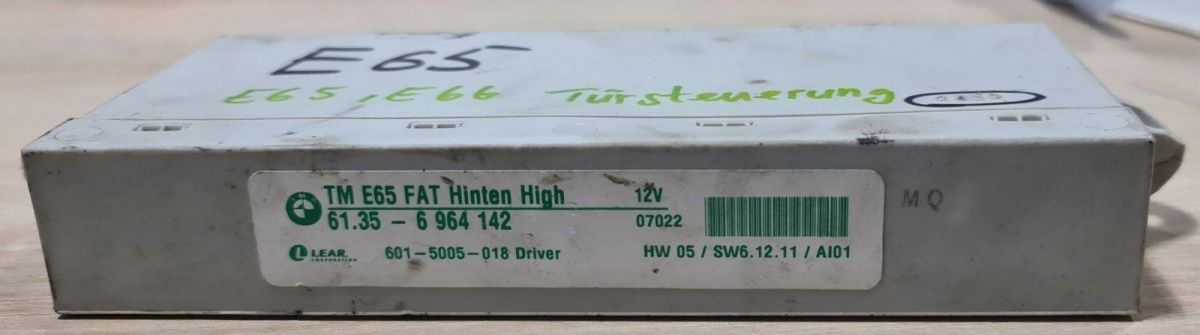 E65
E65, E66 Türsteuerung
TM E65 FAT Hinten High 12V
61.35 - 6 964 142 07022
LEAR
CORPORATION
601-5005-018 Driver
HW 05 / SW6.12.11 / AI01
MQ